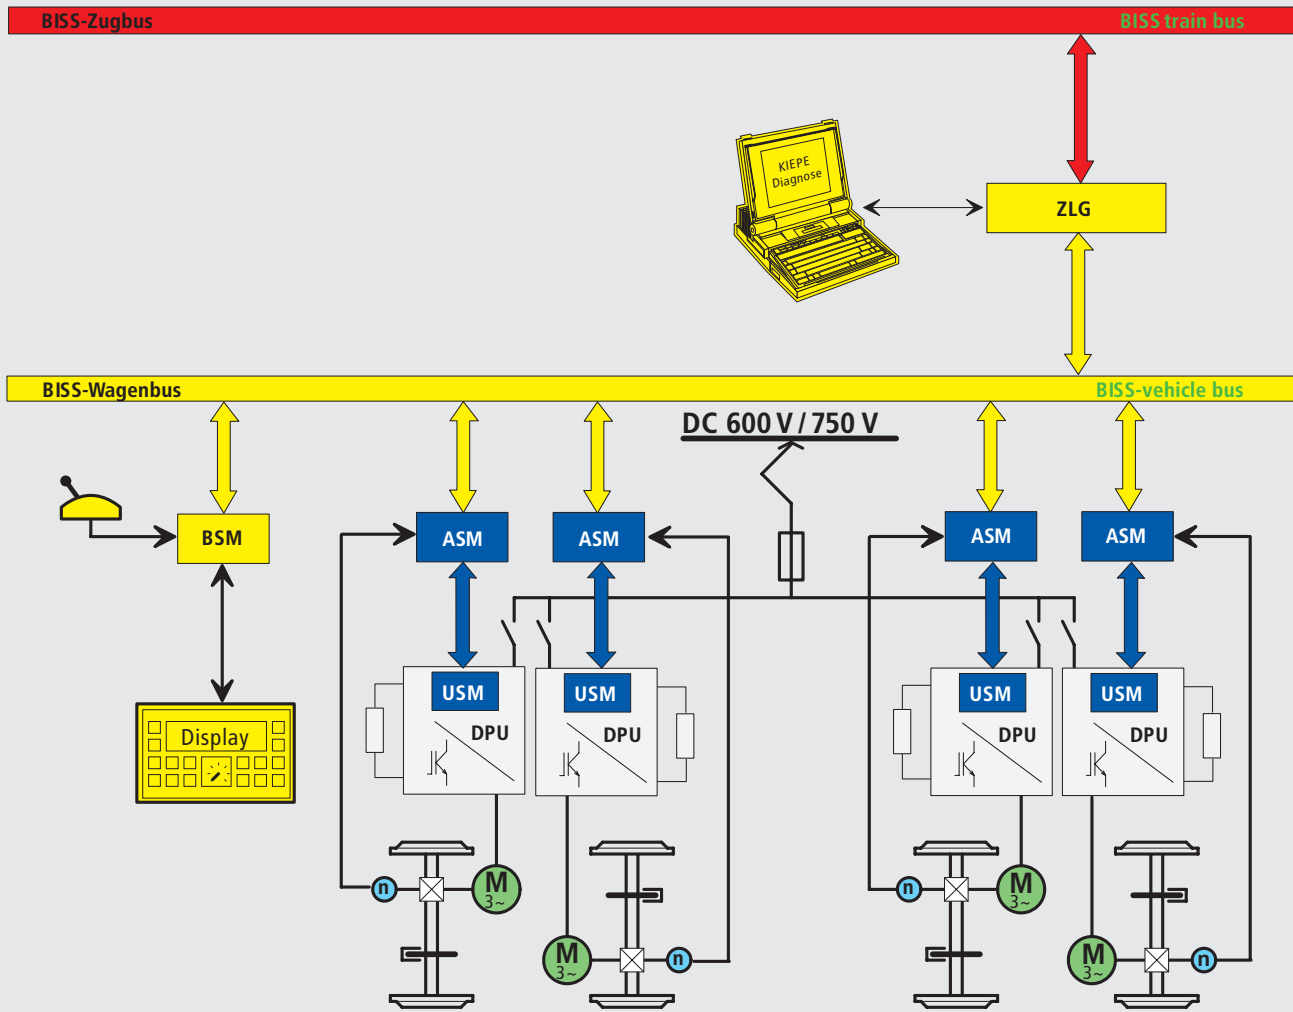 BISS-Zugbus BISS train bus
KIEPE
Diagnose
ZLG
BISS-Wagenbus BISS-vehicle bus
DC 600 V / 750 V
BSM ASM ASM ASM ASM
USM USM USM USM
DPU DPU DPU DPU
Display
n M M n
3~ 3~
M n M n
3~ 3~